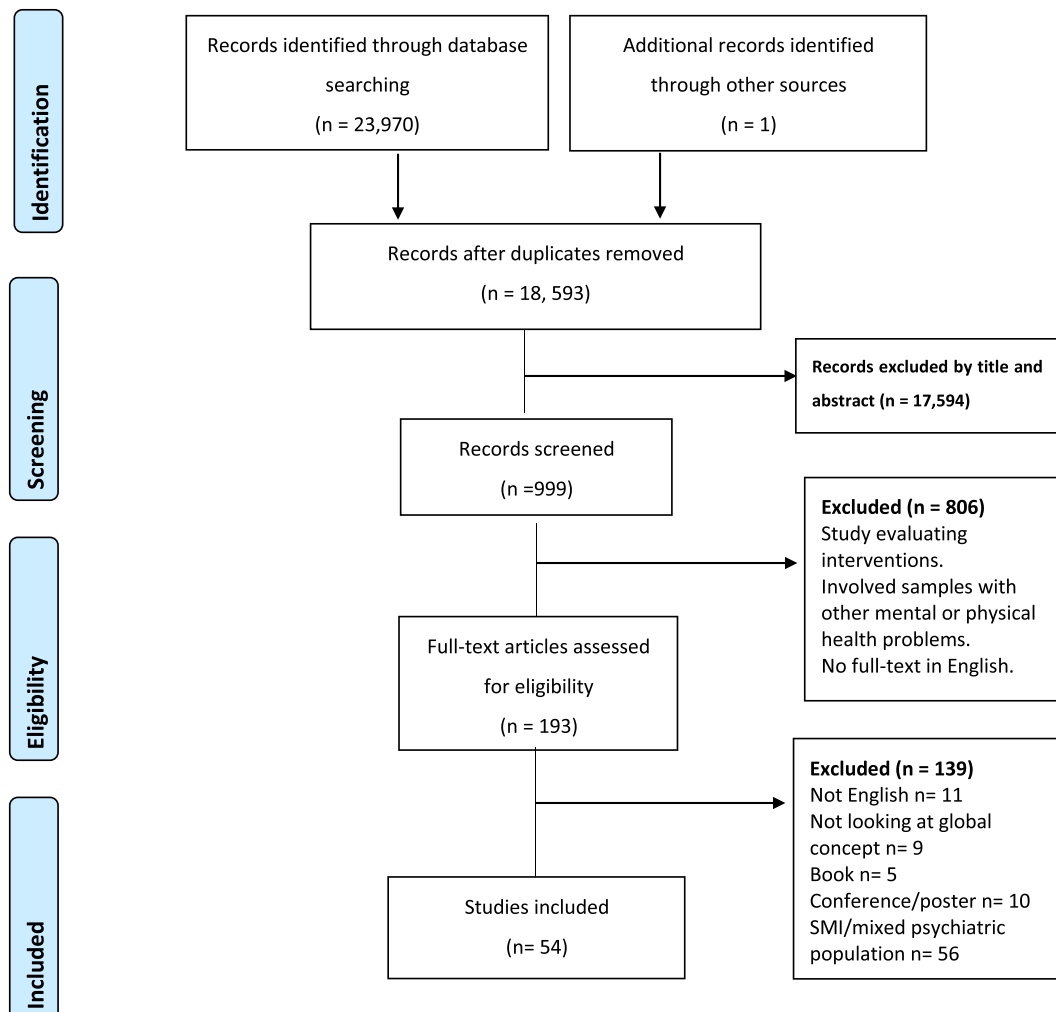 Identification
Records identified through database
searching
(n = 23,970)
Additional records identified
through other sources
(n = 1)
Records after duplicates removed
(n = 18, 593)
Screening
Records excluded by title and
abstract (n = 17,594)
Records screened
(n =999)
Excluded (n = 806)
Study evaluating
interventions.
Involved samples with
other mental or physical
health problems.
No full-text in English.
Eligibility
Full-text articles assessed
for eligibility
(n = 193)
Excluded (n = 139)
Not English n= 11
Not looking at global
concept n= 9
Book n= 5
Conference/poster n= 10
SMI/mixed psychiatric
population n= 56
Included
Studies included
(n= 54)